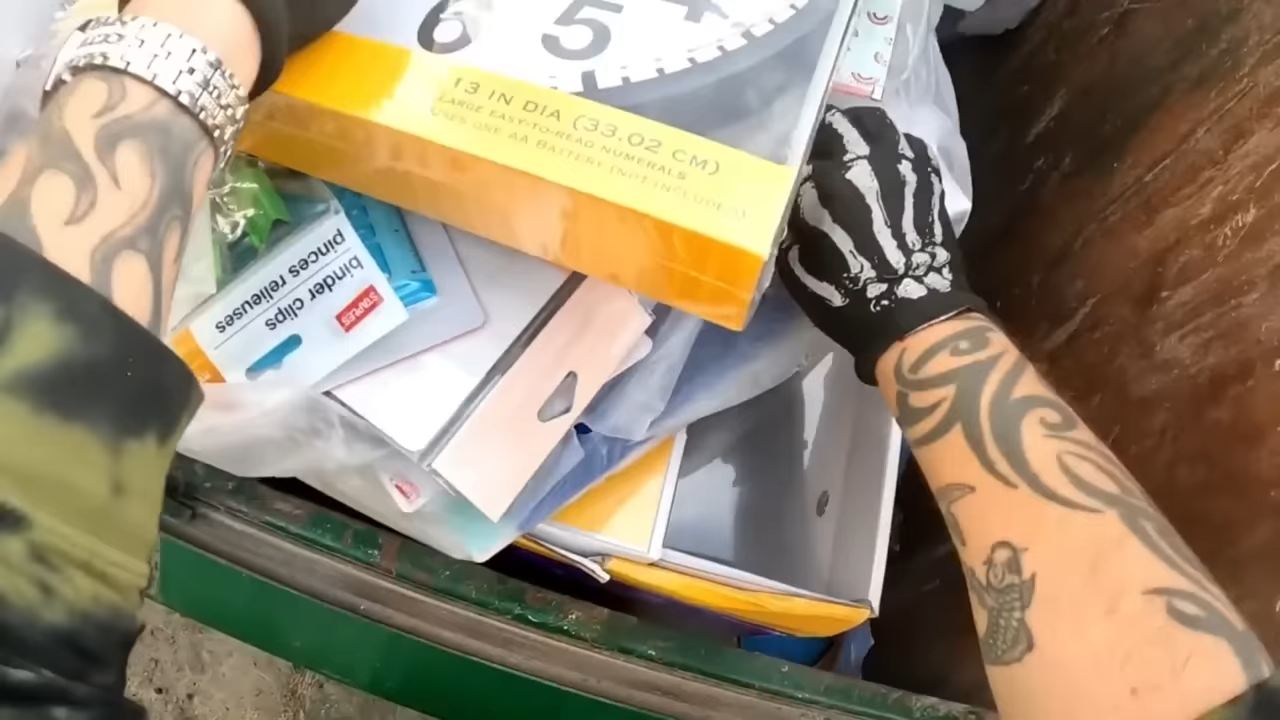 6 5
13 IN DIA (33.02 CM)
LARGE EASY-TO-READ NUMERALS
USES ONE AA BATTERY (NOT INCLUDED)
binder clips
pinces relieuses
STAPLES